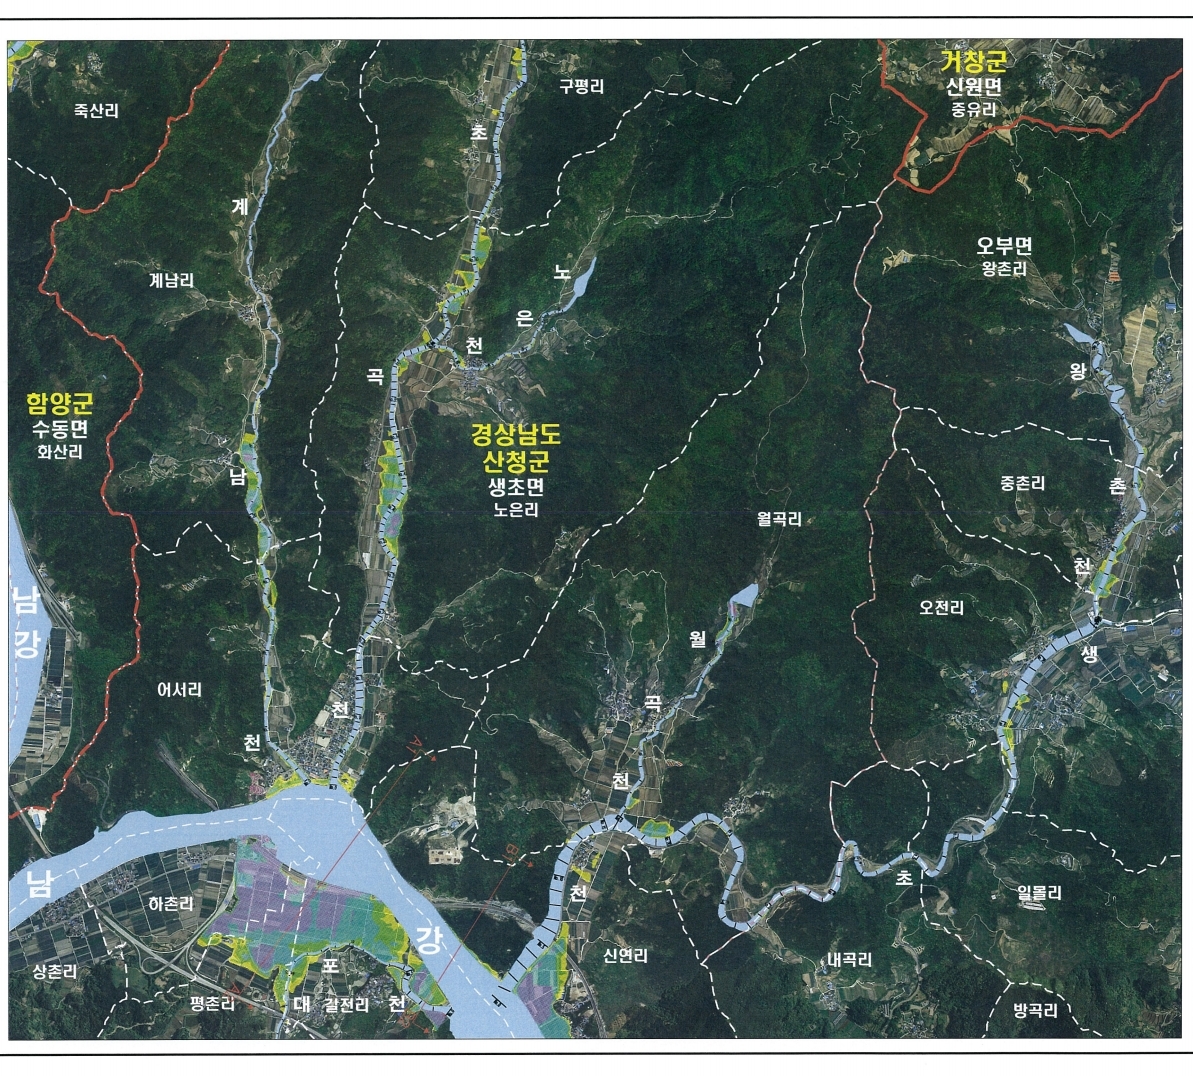 거창군
신원면
중유리
죽산리
구평리
초
계
오부면
왕촌리
노
계남리
은
천
왕
곡
함양군
수동면
화산리
경상남도
산청군
생초면
노은리
남
중촌리
촌
월곡리
천
남
강
오전리
월
생
어서리
곡
천
천
천
남
초
천
일물리
하촌리
강
신연리
내곡리
포
상촌리
평촌리
대
갈전리
천
방곡리